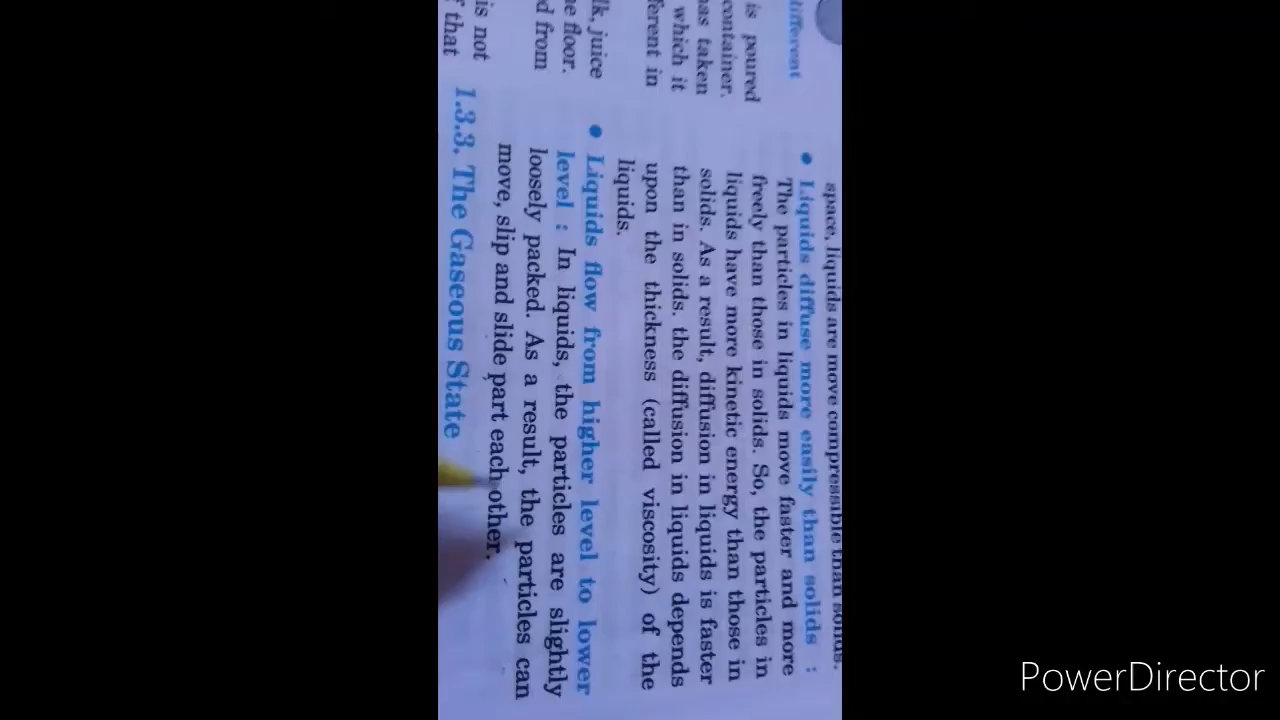 different
is poured
container.
has taken
which it
ferent in
lk, juice
e floor.
d from
is not
f that
space, liquids are move compressible than solids.
• Liquids diffuse more easily than solids :
The particles in liquids move faster and more
freely than those in solids. So, the particles in
liquids have more kinetic energy than those in
solids. As a result, diffusion in liquids is faster
than in solids. the diffusion in liquids depends
upon the thickness (called viscosity) of the
liquids.
• Liquids flow from higher level to lower
level : In liquids, the particles are slightly
loosely packed. As a result, the particles can
move, slip and slide part each other.
1.3.3. The Gaseous State
PowerDirector